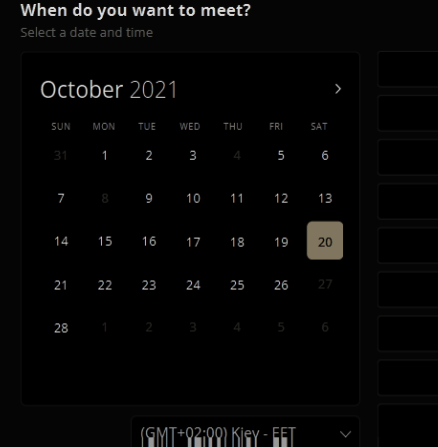 When do you want to meet?
Select a date and time
October 2021
SUN MON TUE WED THU FRI SAT
31 1 2 3 4 5 6
7 8 9 10 11 12 13
14 15 16 17 18 19 20
21 22 23 24 25 26 27
28 1 2 3 4 5 6
(GMT+02:00) Kiev - EET